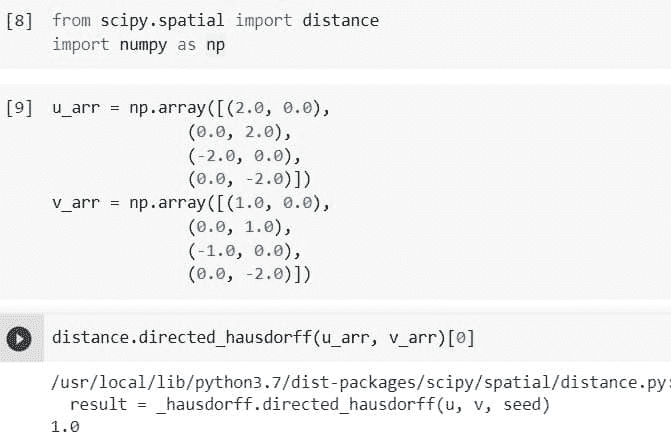 [8] from scipy.spatial import distance
import numpy as np
[9] u_arr = np.array([(2.0, 0.0),
(0.0, 2.0),
(-2.0, 0.0),
(0.0, -2.0)])
v_arr = np.array([(1.0, 0.0),
(0.0, 1.0),
(-1.0, 0.0),
(0.0, -2.0)])
distance.directed_hausdorff(u_arr, v_arr)[0]
/usr/local/lib/python3.7/dist-packages/scipy/spatial/distance.py:
result = _hausdorff.directed_hausdorff(u, v, seed)
1.0